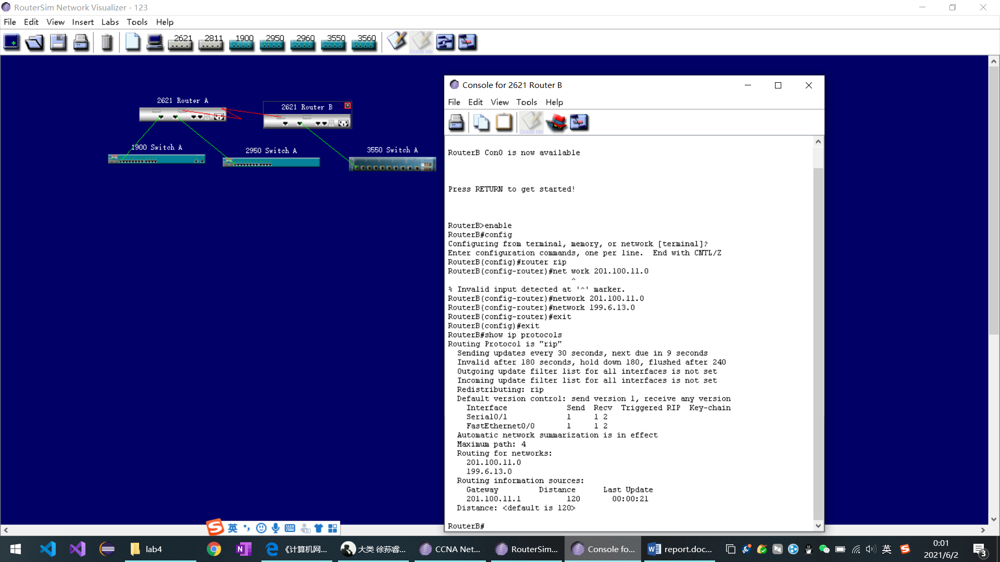 RouterSim Network Visualizer - 123
File Edit View Insert Labs Tools Help
2621 2811 1900 2950 2960 3550 3560
Grade Me
2621 Router A
2621 Router B
1900 Switch A
2950 Switch A
3550 Switch A
Console for 2621 Router B
File Edit View Tools Help
Grade Me
RouterB Con0 is now available
Press RETURN to get started!
RouterB>enable
RouterB#config
Configuring from terminal, memory, or network [terminal]?
Enter configuration commands, one per line.  End with CNTL/Z
RouterB(config)#router rip
RouterB(config-router)#net work 201.100.11.0
^
% Invalid input detected at '^' marker.
RouterB(config-router)#network 201.100.11.0
RouterB(config-router)#network 199.6.13.0
RouterB(config-router)#exit
RouterB(config)#exit
RouterB#show ip protocols
Routing Protocol is "rip"
Sending updates every 30 seconds, next due in 9 seconds
Invalid after 180 seconds, hold down 180, flushed after 240
Outgoing update filter list for all interfaces is not set
Incoming update filter list for all interfaces is not set
Redistributing: rip
Default version control: send version 1, receive any version
Interface Send Recv Triggered RIP Key-chain
Serial0/1 1 1 2
FastEthernet0/0 1 1 2
Automatic network summarization is in effect
Maximum path: 4
Routing for networks:
201.100.11.0
199.6.13.0
Routing information sources:
Gateway Distance Last Update
201.100.11.1 120 00:00:21
Distance: <default is 120>
RouterB#
英
lab4
《计算机网...
大类 徐荪睿...
CCNA Net...
RouterSim...
Console fo...
report.doc...
英
0:01
2021/6/2
3